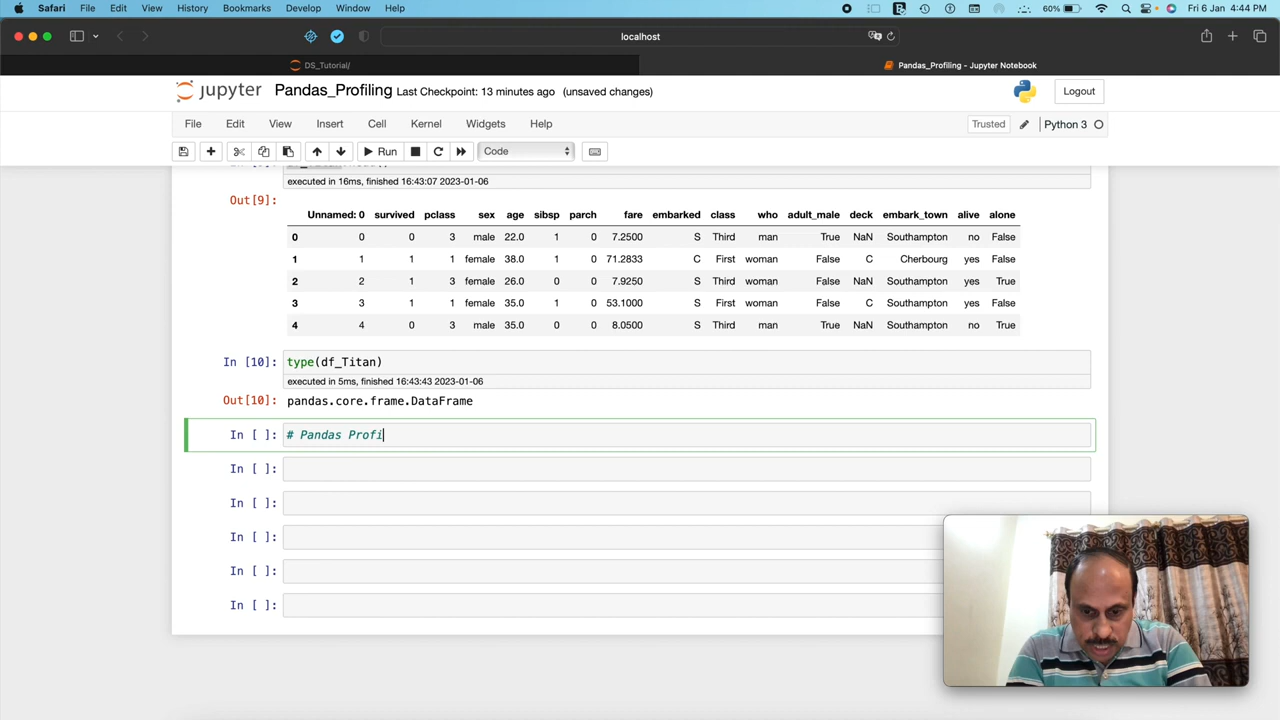 Safari File Edit View History Bookmarks Develop Window Help 60% Fri 6 Jan 4:44 PM
localhost
DS_Tutorial/ Pandas_Profiling - Jupyter Notebook
jupyter Pandas_Profiling Last Checkpoint: 13 minutes ago (unsaved changes) Logout
File Edit View Insert Cell Kernel Widgets Help Trusted Python 3
Run Code
executed in 16ms, finished 16:43:07 2023-01-06
Out[9]:
Unnamed: 0 survived pclass sex age sibsp parch fare embarked class who adult_male deck embark_town alive alone
0 0 0 3 male 22.0 1 0 7.2500 S Third man True NaN Southampton no False
1 1 1 1 female 38.0 1 0 71.2833 C First woman False C Cherbourg yes False
2 2 1 3 female 26.0 0 0 7.9250 S Third woman False NaN Southampton yes True
3 3 1 1 female 35.0 1 0 53.1000 S First woman False C Southampton yes False
4 4 0 3 male 35.0 0 0 8.0500 S Third man True NaN Southampton no True
In [10]: type(df_Titan)
executed in 5ms, finished 16:43:43 2023-01-06
Out[10]: pandas.core.frame.DataFrame
In [ ]: # Pandas Profi
In [ ]:
In [ ]:
In [ ]:
In [ ]:
In [ ]: